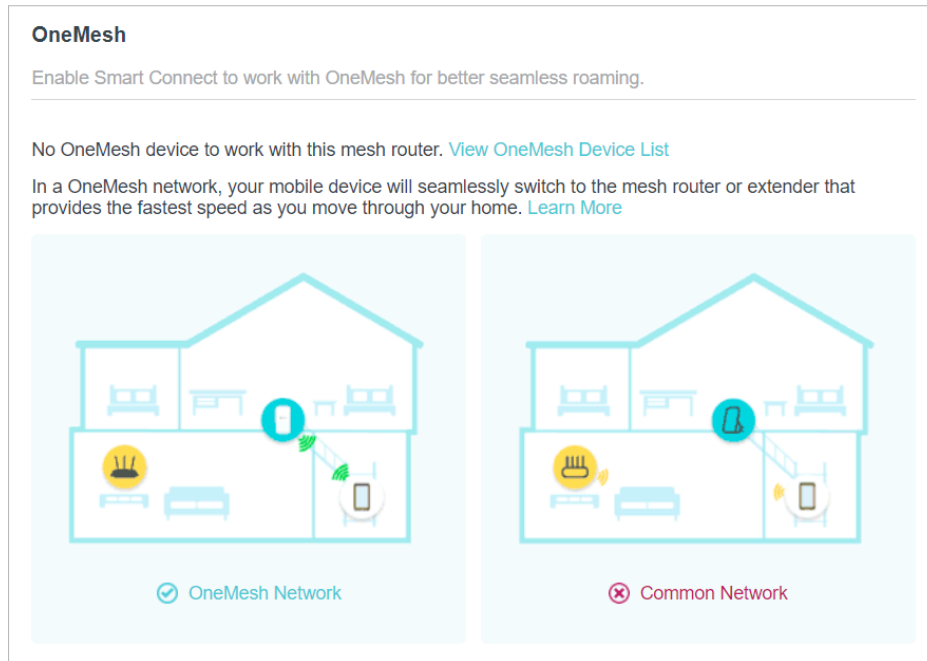 OneMesh
Enable Smart Connect to work with OneMesh for better seamless roaming.
No OneMesh device to work with this mesh router. View OneMesh Device List
In a OneMesh network, your mobile device will seamlessly switch to the mesh router or extender that
provides the fastest speed as you move through your home. Learn More
OneMesh Network
Common Network